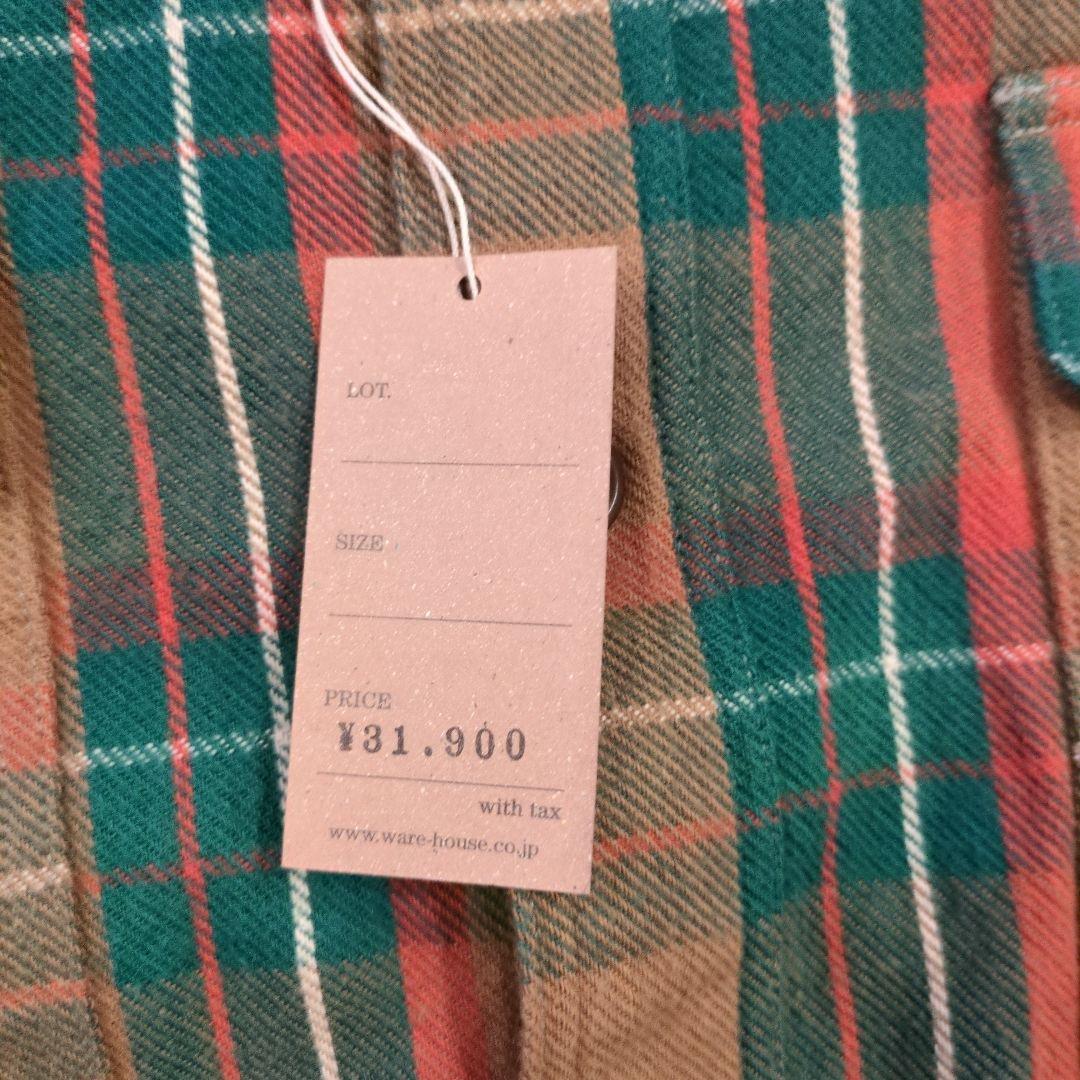 LOT.
SIZE
PRICE
¥31.900
with tax
www.ware-house.co.jp